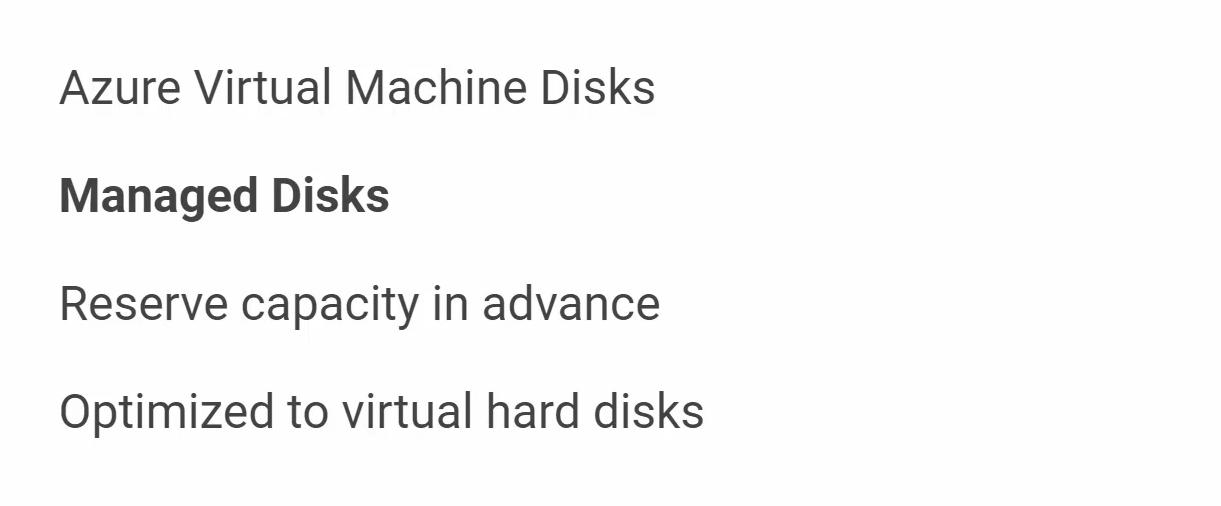 Azure Virtual Machine Disks
Managed Disks
Reserve capacity in advance
Optimized to virtual hard disks